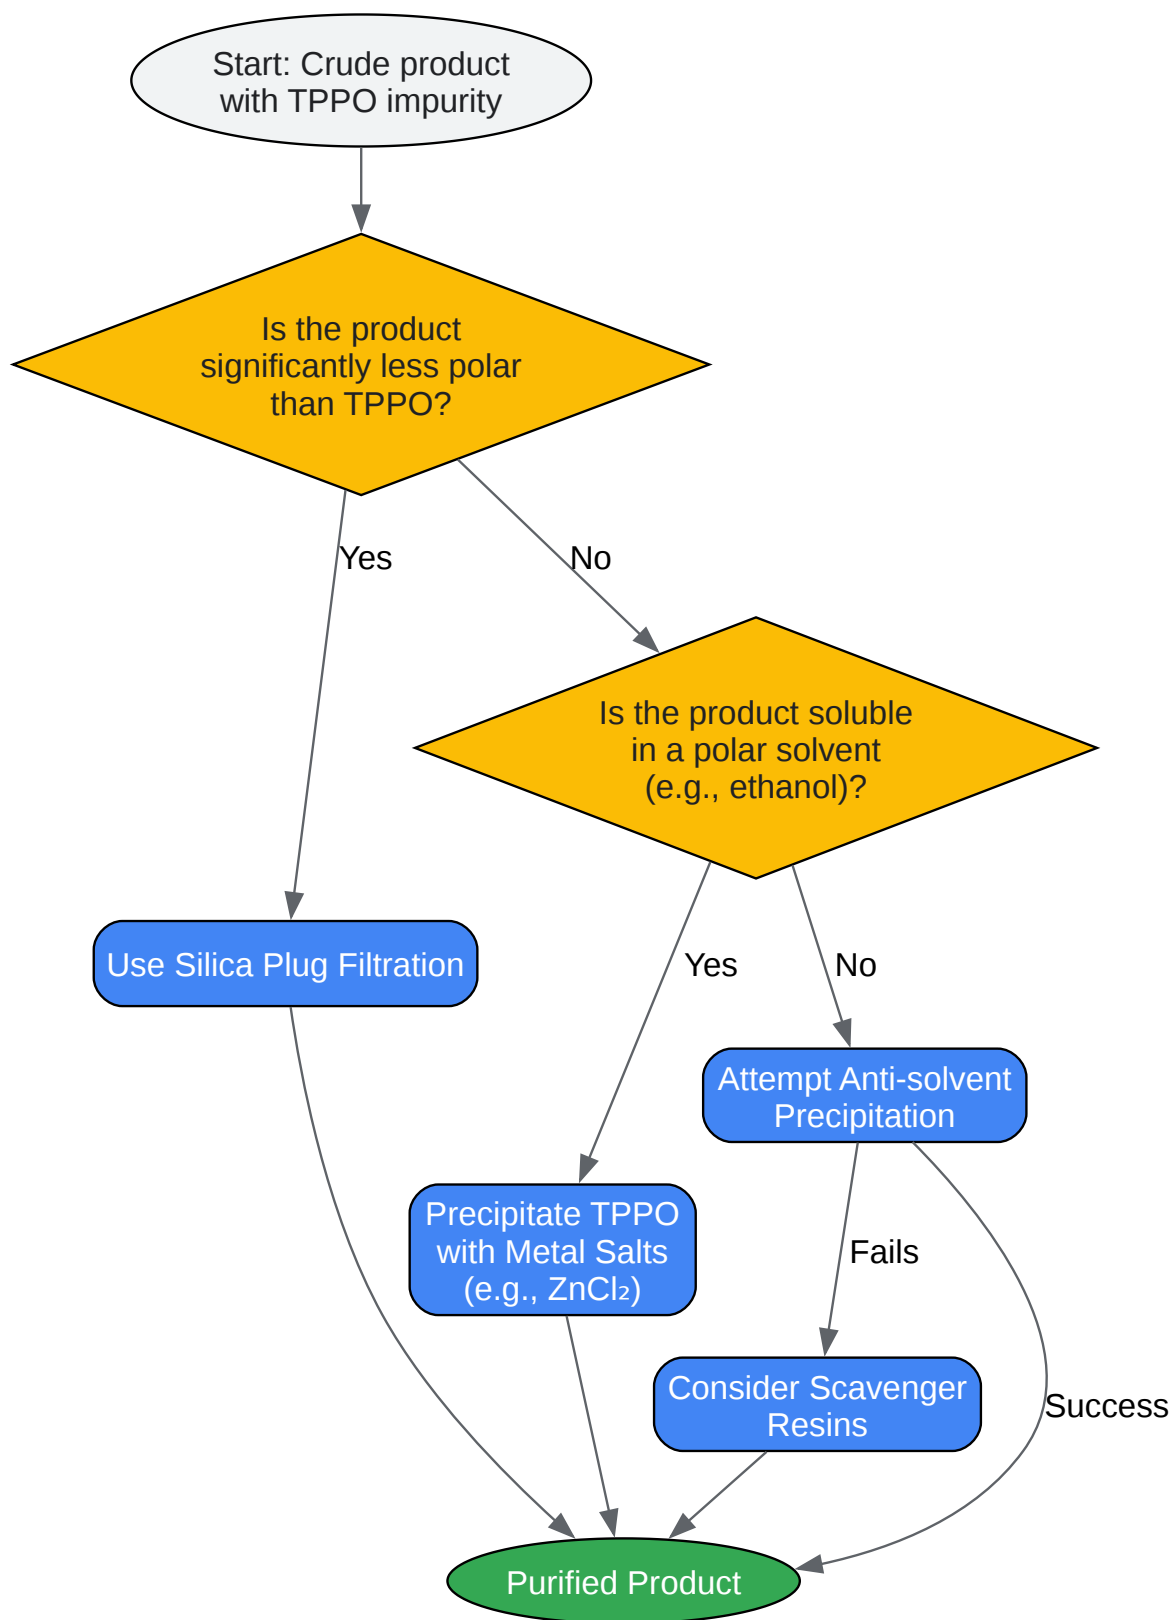 Start: Crude product
with TPPO impurity
Is the product
significantly less polar
than TPPO?
Yes
No
Is the product soluble
in a polar solvent
(e.g., ethanol)?
Use Silica Plug Filtration
Yes
No
Attempt Anti-solvent
Precipitation
Precipitate TPPO
with Metal Salts
(e.g., ZnCl₂)
Fails
Consider Scavenger
Resins
Success
Purified Product